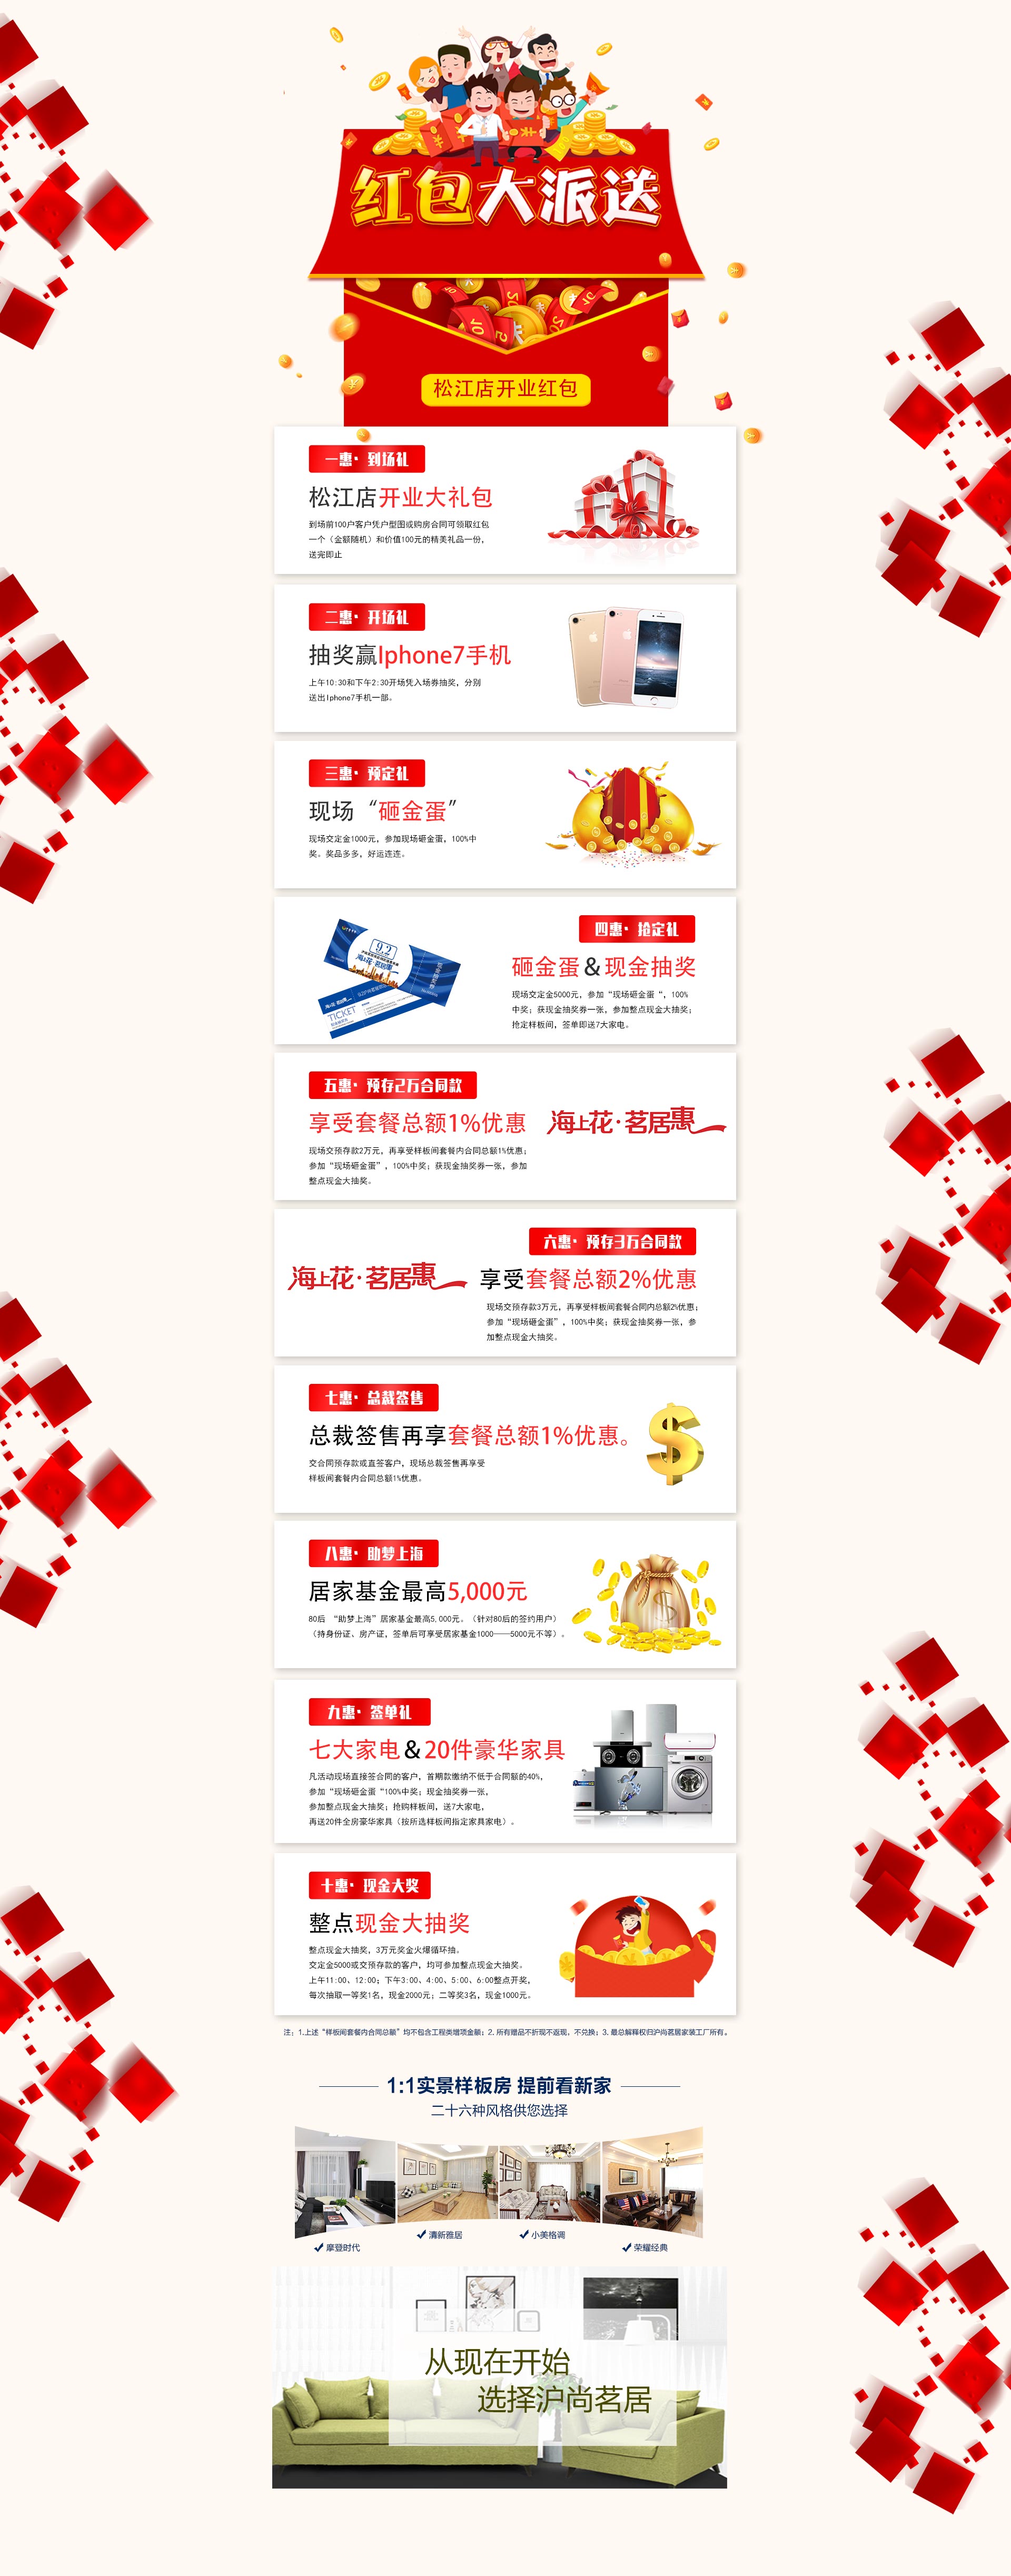 红包大派送
松江店开业红包
一惠· 到场礼
松江店开业大礼包
到场前100户客户凭户型图或购房合同可领取红包
一个（金额随机）和价值100元的精美礼品一份，
送完即止
二惠· 开场礼
抽奖赢Iphone7手机
上午10:30和下午2:30开场凭入场券抽奖，分别
送出Iphone7手机一部。
三惠· 预定礼
现场“砸金蛋”
现场交定金1000元，参加现场砸金蛋，100%中
奖。奖品多多，好运连连。
9.2
海上花·茗居惠
TICKET
四惠· 抢定礼
砸金蛋&现金抽奖
现场交定金5000元，参加“现场砸金蛋“，100%
中奖；获现金抽奖券一张，参加整点现金大抽奖；
抢定样板间，签单即送7大家电。
五惠· 预存2万合同款
享受套餐总额1%优惠
海上花·茗居惠
现场交预存款2万元，再享受样板间套餐内合同总额1%优惠；
参加“现场砸金蛋”，100%中奖；获现金抽奖券一张，参加
整点现金大抽奖。
六惠· 预存3万合同款
海上花·茗居惠
享受套餐总额2%优惠
现场交预存款3万元，再享受样板间套餐合同内总额2%优惠；
参加“现场砸金蛋”，100%中奖；获现金抽奖券一张，参
加整点现金大抽奖。
七惠· 总裁签售
总裁签售再享套餐总额1%优惠。
交合同预存款或直签客户，现场总裁签售再享受
样板间套餐内合同总额1%优惠。
八惠· 助梦上海
居家基金最高5,000元
80后 “助梦上海”居家基金最高5,000元。（针对80后的签约用户）
（持身份证、房产证，签单后可享受居家基金1000——5000元不等）。
九惠· 签单礼
七大家电&20件豪华家具
凡活动现场直接签合同的客户，首期款缴纳不低于合同额的40%，
参加“现场砸金蛋“100%中奖；现金抽奖券一张，
参加整点现金大抽奖；抢购样板间，送7大家电，
再送20件全房豪华家具（按所选样板间指定家具家电）。
十惠· 现金大奖
整点现金大抽奖
整点现金大抽奖，3万元奖金火爆循环抽。
交定金5000或交预存款的客户，均可参加整点现金大抽奖。
上午11:00、12:00；下午3:00、4:00、5:00、6:00整点开奖，
每次抽取一等奖1名，现金2000元；二等奖3名，现金1000元。
注：1.上述“样板间套餐内合同总额”均不包含工程类增项金额；2.所有赠品不折现不返现，不兑换；3.最总解释权归沪尚茗居家装工厂所有。
1:1实景样板房 提前看新家
二十六种风格供您选择
摩登时代
清新雅居
小美格调
荣耀经典
从现在开始
选择沪尚茗居